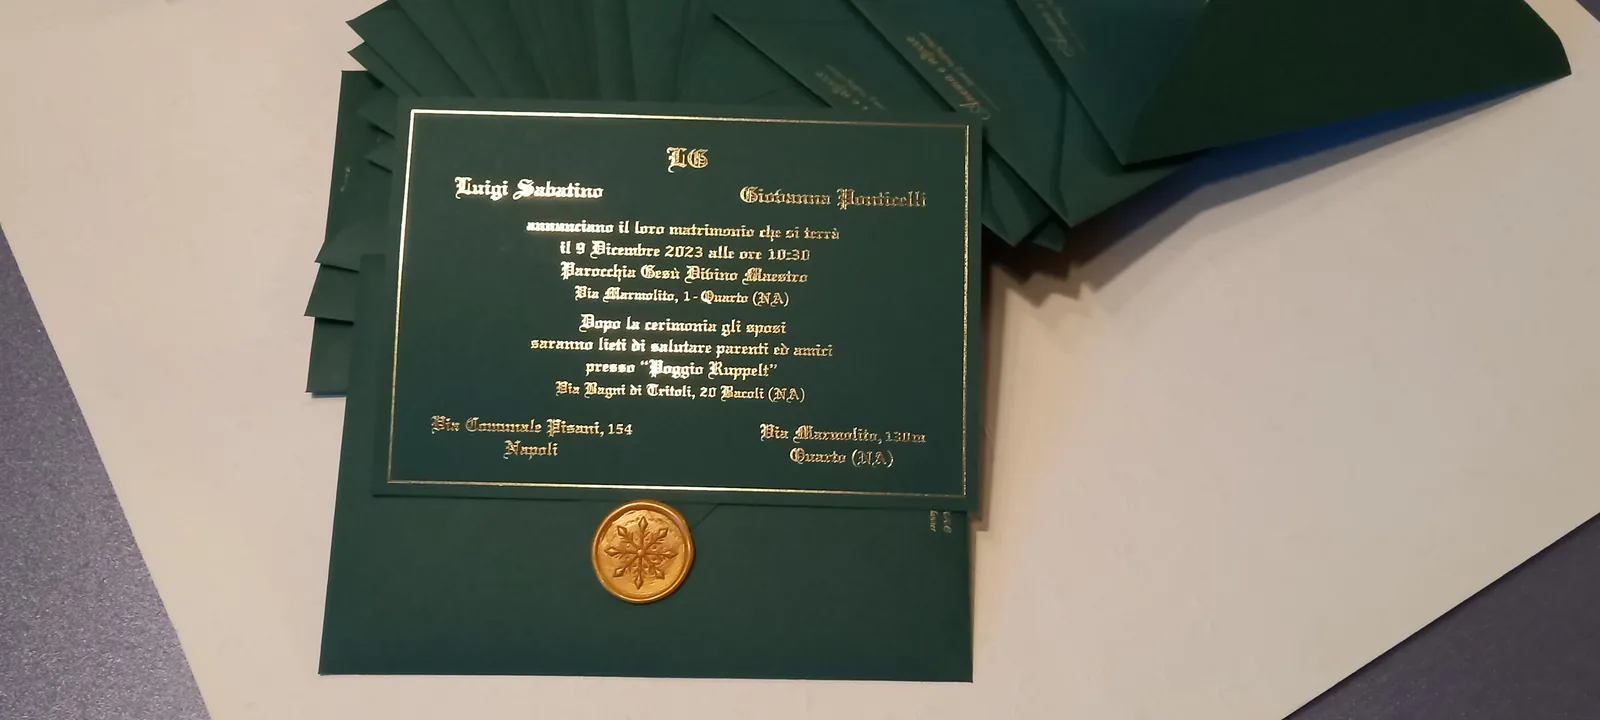 LG
Luigi Sabatino
Giovanna Ponticelli
annunciano il loro matrimonio che si terrà
il 9 Dicembre 2023 alle ore 10:30
Parocchia Gesù Divino Maestro
Via Marmolito, 1 - Quarto (NA)
Dopo la cerimonia gli sposi
saranno lieti di salutare parenti ed amici
presso “Poggio Ruppelt”
Via Bagni di Tritoli, 20 Bacoli (NA)
Via Comunale Pisani, 154
Napoli
Via Marmolito, 130m
Quarto (NA)